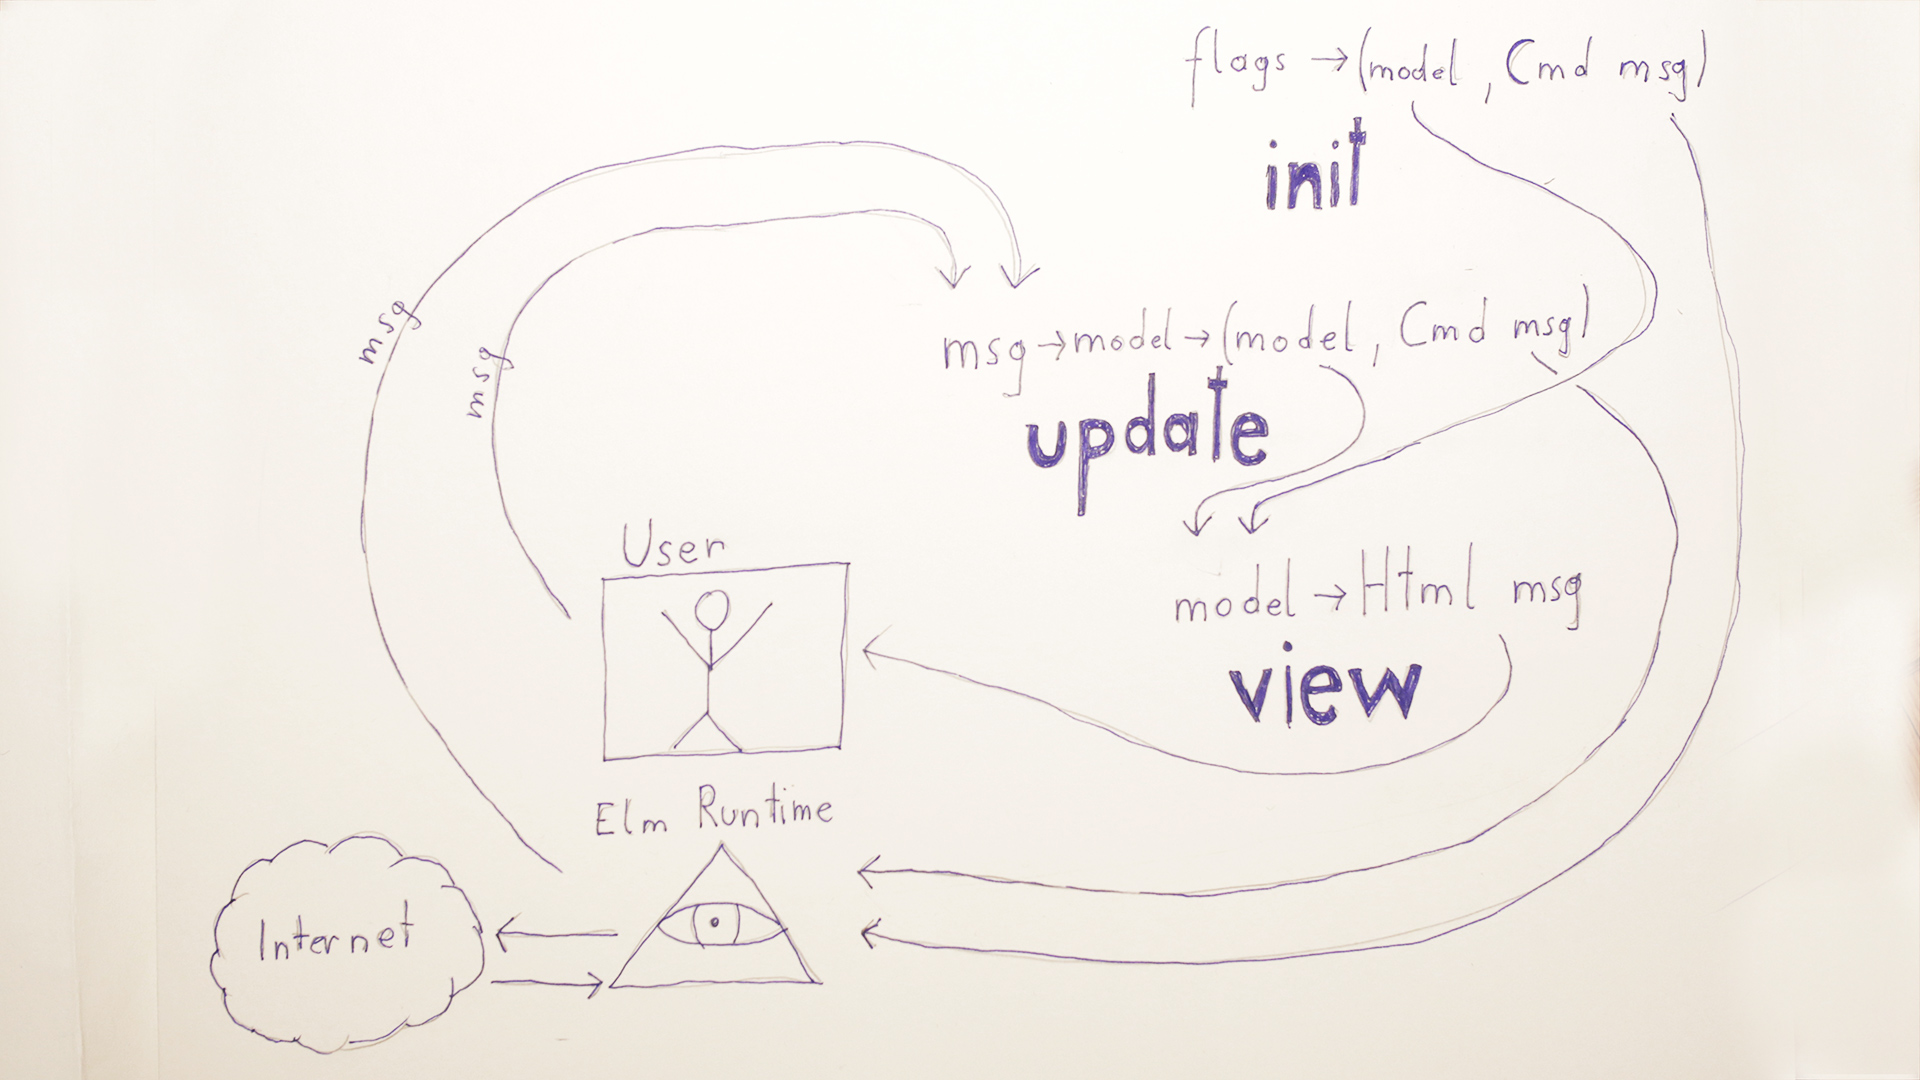 flags → (model , Cmd msg)
init
msg
msg
msg → model → (model , Cmd msg)
update
User
model → Html msg
view
Elm Runtime
Internet